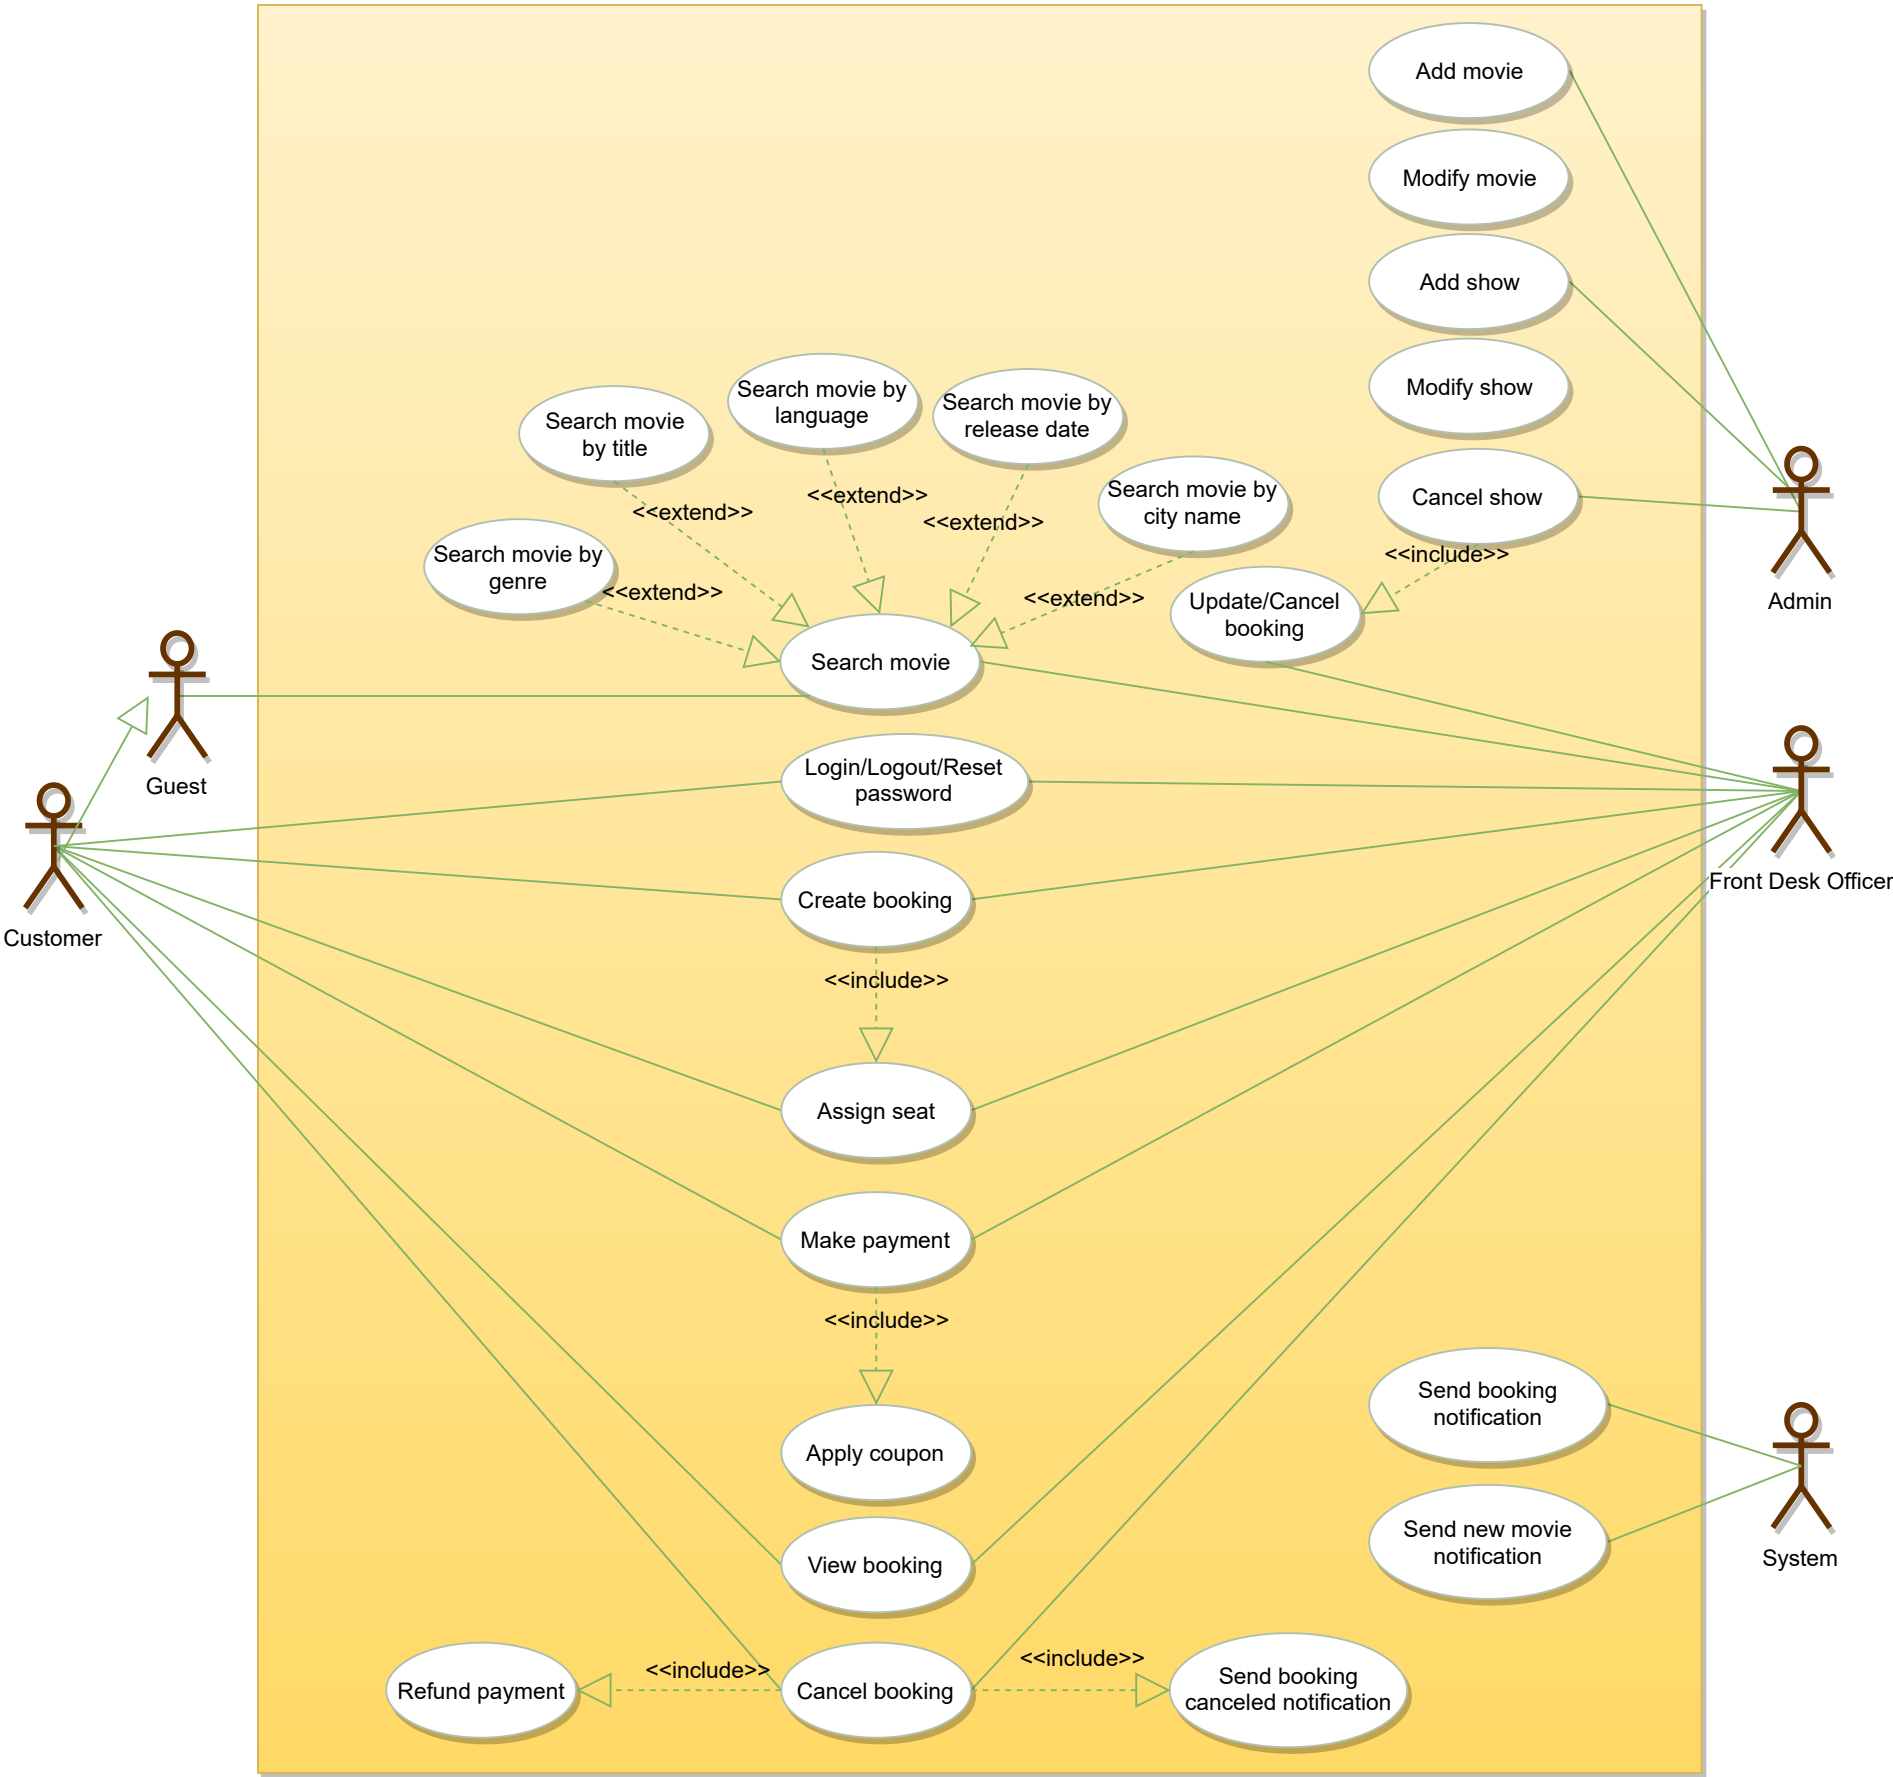 Add movie
Modify movie
Add show
Modify show
Search movie by
language
Search movie by
release date
Search movie
by title
Search movie by
city name
Cancel show
<<extend>>
<<extend>>
<<extend>>
Search movie by
genre
<<include>>
<<extend>>
<<extend>>
Update/Cancel
booking
Admin
Search movie
Guest
Login/Logout/Reset
password
Front Desk Officer
Create booking
Customer
<<include>>
Assign seat
Make payment
<<include>>
Send booking
notification
Apply coupon
Send new movie
notification
System
View booking
<<include>>
<<include>>
Refund payment
Cancel booking
Send booking
canceled notification